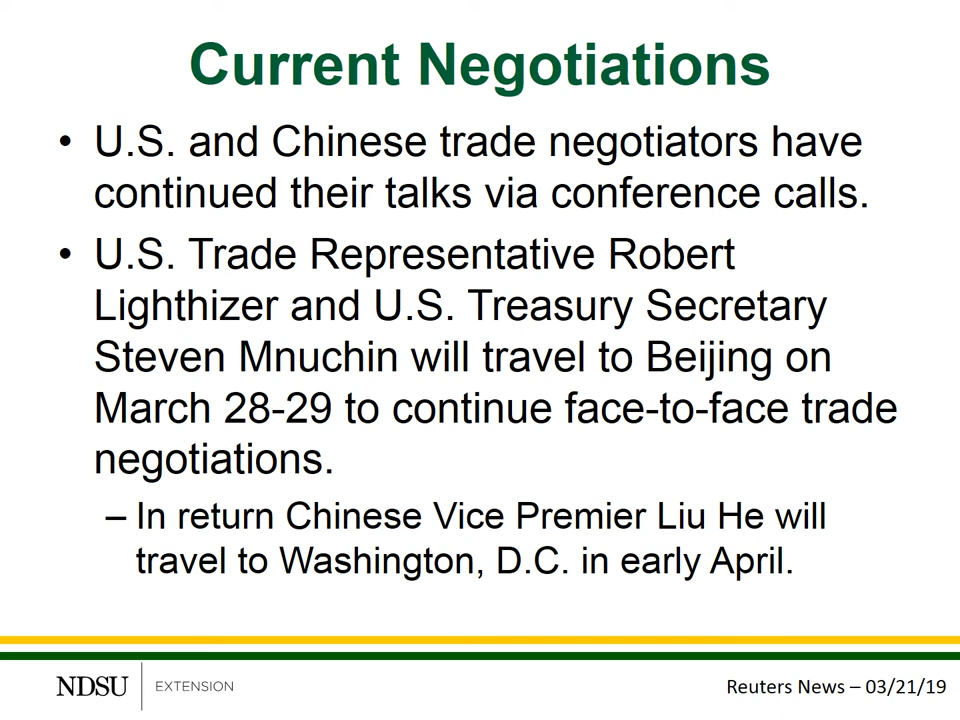 Current Negotiations
• U.S. and Chinese trade negotiators have
continued their talks via conference calls.
• U.S. Trade Representative Robert
Lighthizer and U.S. Treasury Secretary
Steven Mnuchin will travel to Beijing on
March 28-29 to continue face-to-face trade
negotiations.
– In return Chinese Vice Premier Liu He will
travel to Washington, D.C. in early April.
NDSU EXTENSION
Reuters News – 03/21/19